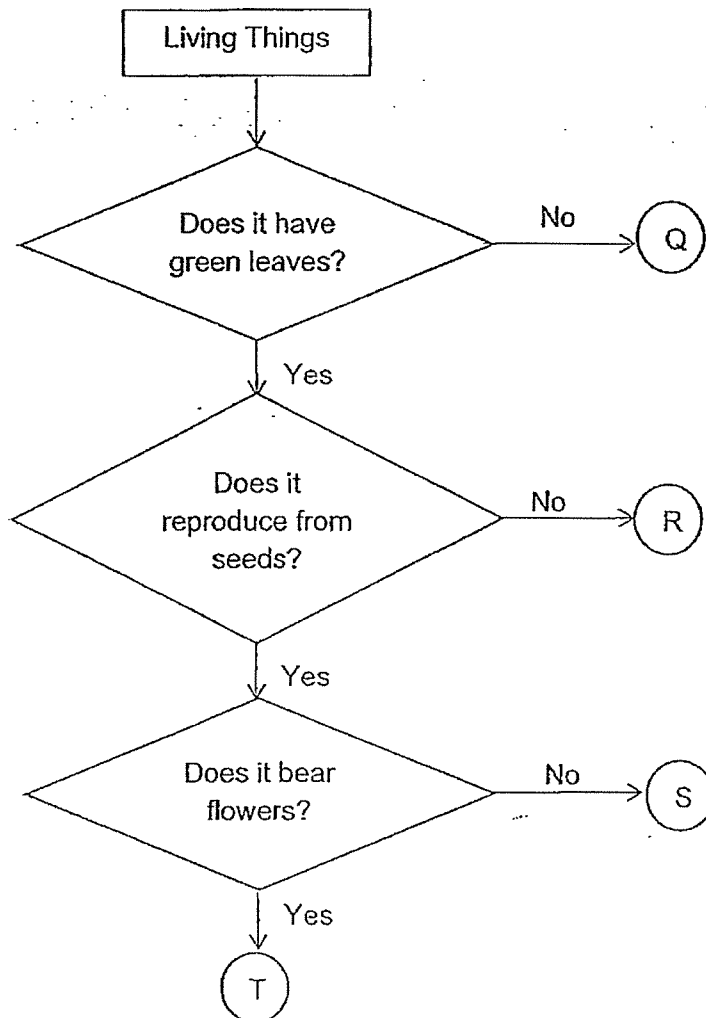 Living Things
Does it have
green leaves?
No
Q
Yes
Does it
reproduce from
seeds?
No
R
Yes
Does it bear
flowers?
No
S
Yes
T